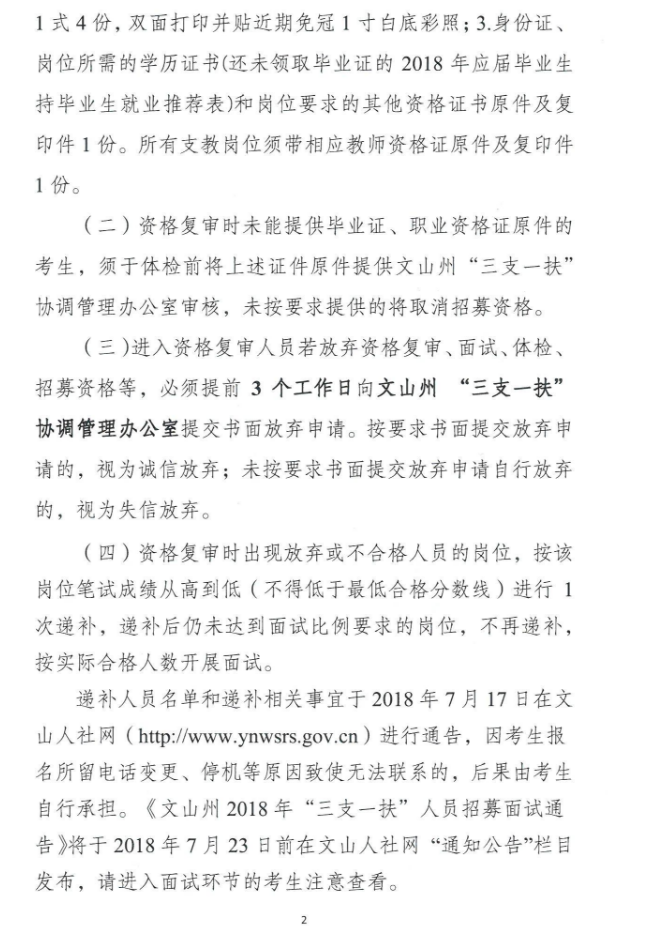 1 式 4 份，双面打印并贴近期免冠 1 寸白底彩照；3.身份证、
岗位所需的学历证书(还未领取毕业证的 2018 年应届毕业生
持毕业生就业推荐表)和岗位要求的其他资格证书原件及复
印件 1 份。所有支教岗位须带相应教师资格证原件及复印件
1 份。
（二）资格复审时未能提供毕业证、职业资格证原件的
考生，须于体检前将上述证件原件提供文山州“三支一扶”
协调管理办公室审核，未按要求提供的将取消招募资格。
（三)进入资格复审人员若放弃资格复审、面试、体检、
招募资格等，必须提前 3 个工作日向文山州 “三支一扶”
协调管理办公室提交书面放弃申请。按要求书面提交放弃申
请的，视为诚信放弃；未按要求书面提交放弃申请自行放弃
的，视为失信放弃。
（四）资格复审时出现放弃或不合格人员的岗位，按该
岗位笔试成绩从高到低（不得低于最低合格分数线）进行 1
次递补，递补后仍未达到面试比例要求的岗位，不再递补，
按实际合格人数开展面试。
递补人员名单和递补相关事宜于 2018 年 7 月 17 日在文
山人社网（http://www.ynwsrs.gov.cn）进行通告，因考生报
名所留电话变更、停机等原因致使无法联系的，后果由考生
自行承担。《文山州 2018 年“三支一扶”人员招募面试通
告》将于 2018 年 7 月 23 日前在文山人社网 “通知公告”栏目
发布，请进入面试环节的考生注意查看。
2